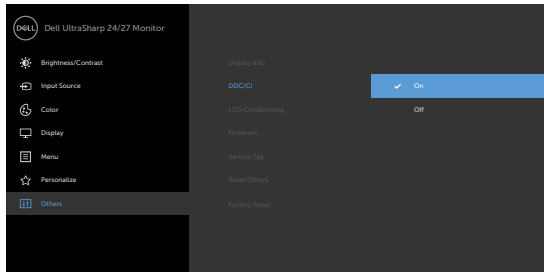 DELL Dell UltraSharp 24/27 Monitor
Brightness/Contrast
Input Source
Color
Display
Menu
Personalize
Others
Display Info
DDC/CI
LCD Conditioning
Firmware
Service Tag
Reset Others
Factory Reset
On
Off